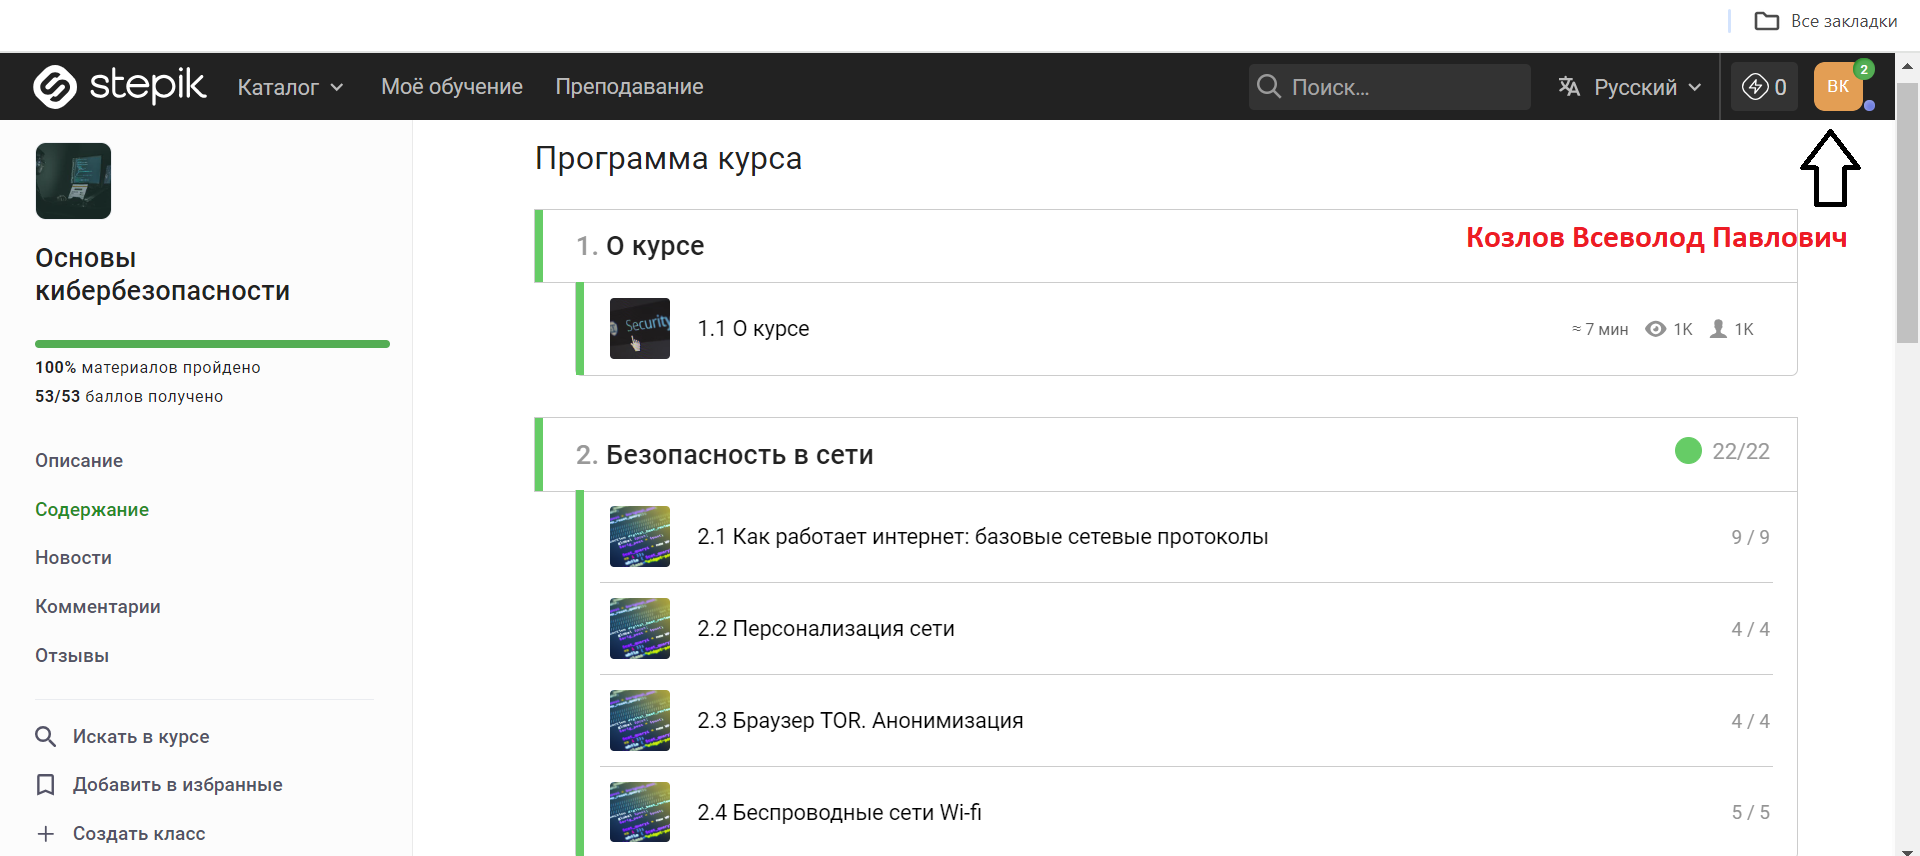 Все закладки
stepik
Каталог
Моё обучение
Преподавание
Поиск...
Русский
0
ВК
2
Основы
кибербезопасности
100% материалов пройдено
53/53 баллов получено
Описание
Содержание
Новости
Комментарии
Отзывы
Искать в курсе
Добавить в избранные
Создать класс
Программа курса
1. О курсе
Козлов Всеволод Павлович
Security
1.1 О курсе
≈ 7 мин
1K
1K
2. Безопасность в сети
22/22
2.1 Как работает интернет: базовые сетевые протоколы
9 / 9
2.2 Персонализация сети
4 / 4
2.3 Браузер TOR. Анонимизация
4 / 4
2.4 Беспроводные сети Wi-fi
5 / 5